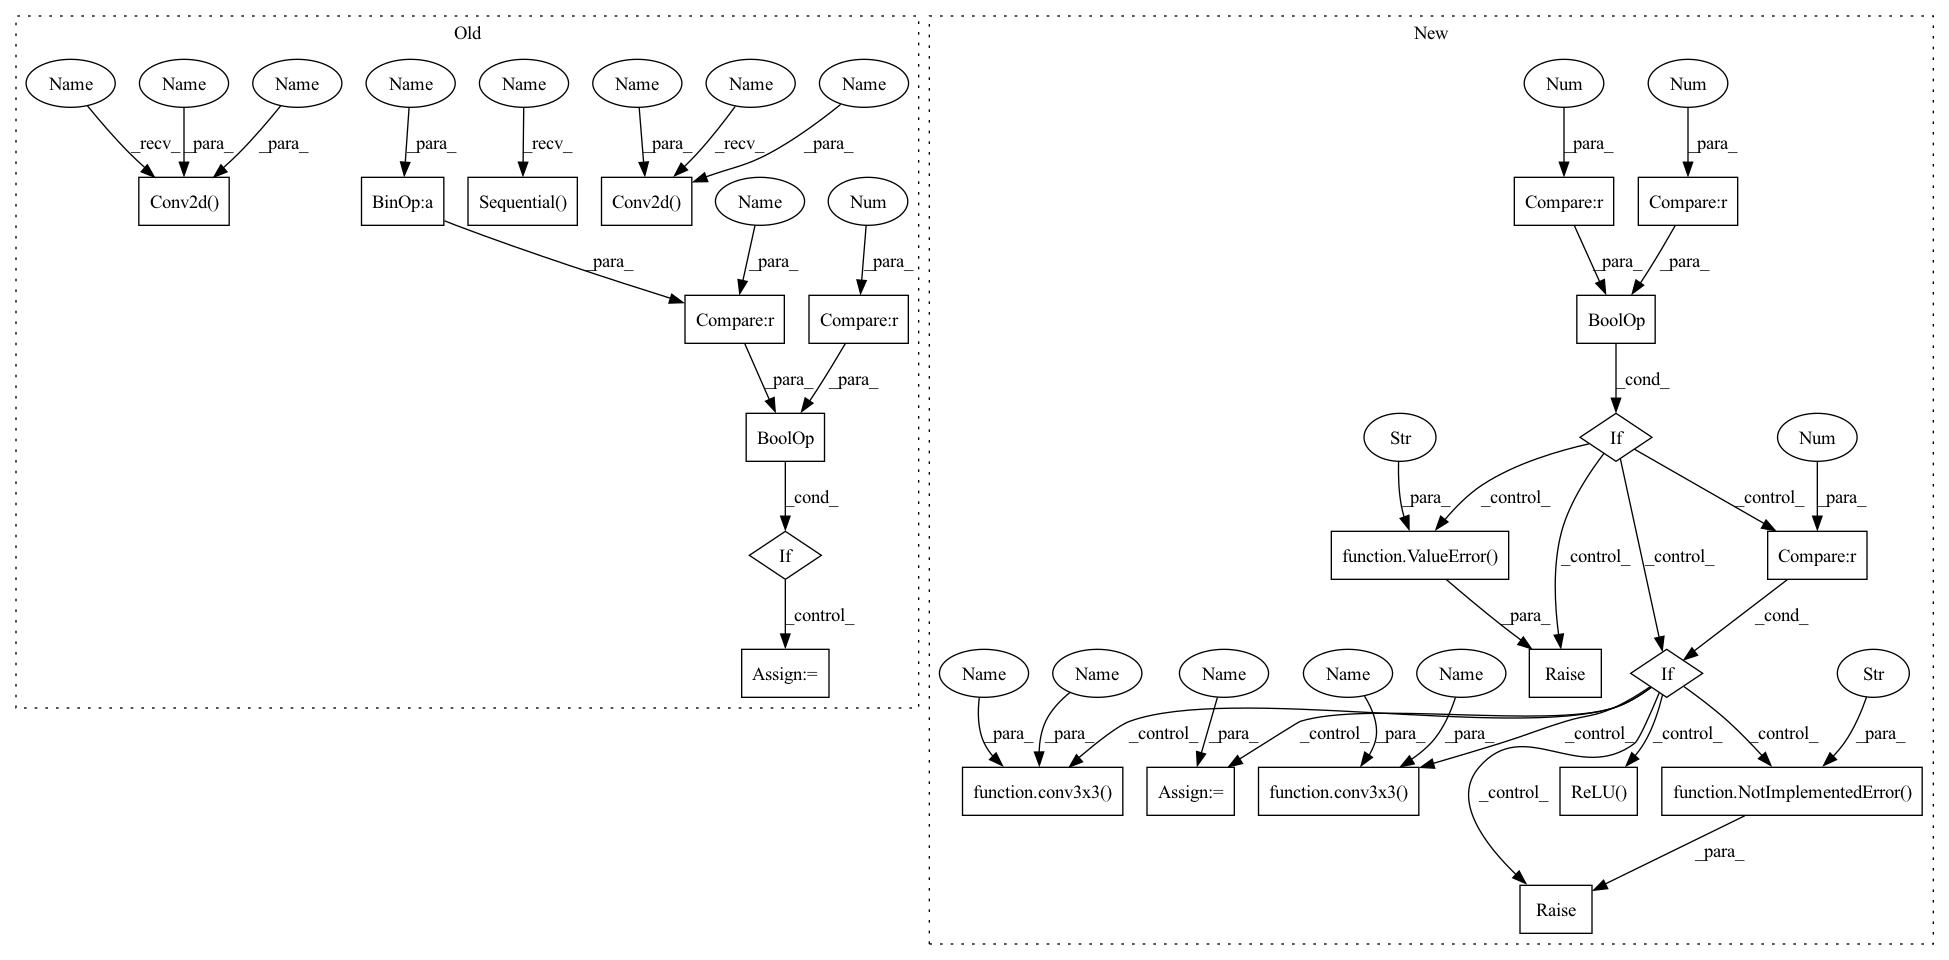 Old
New
Name Name Name Name Name Name Name Name
Num Num
_recv_ _para_ _para_ _para_ _recv_ _para_ _recv_ _para_
_para_ _para_
Conv2d() BinOp:a Sequential() Conv2d() Name Num
Compare:r Compare:r
_para_ _para_ _para_
_para_ _para_
Compare:r Compare:r
BoolOp
_para_ _para_
_cond_
BoolOp
Str If Num
_cond_
_para_ _control_ _control_ _control_ _control_ _para_
If
function.ValueError() Compare:r
_control_
_para_ _cond_
Assign:=
Name Name Name Name Name Raise If Str
_para_ _para_ _control_ _para_ _control_ _para_ _para_ _control_ _control_ _control_ _para_
function.conv3x3() Assign:= function.conv3x3() _control_ ReLU() function.NotImplementedError()
_para_
Raise